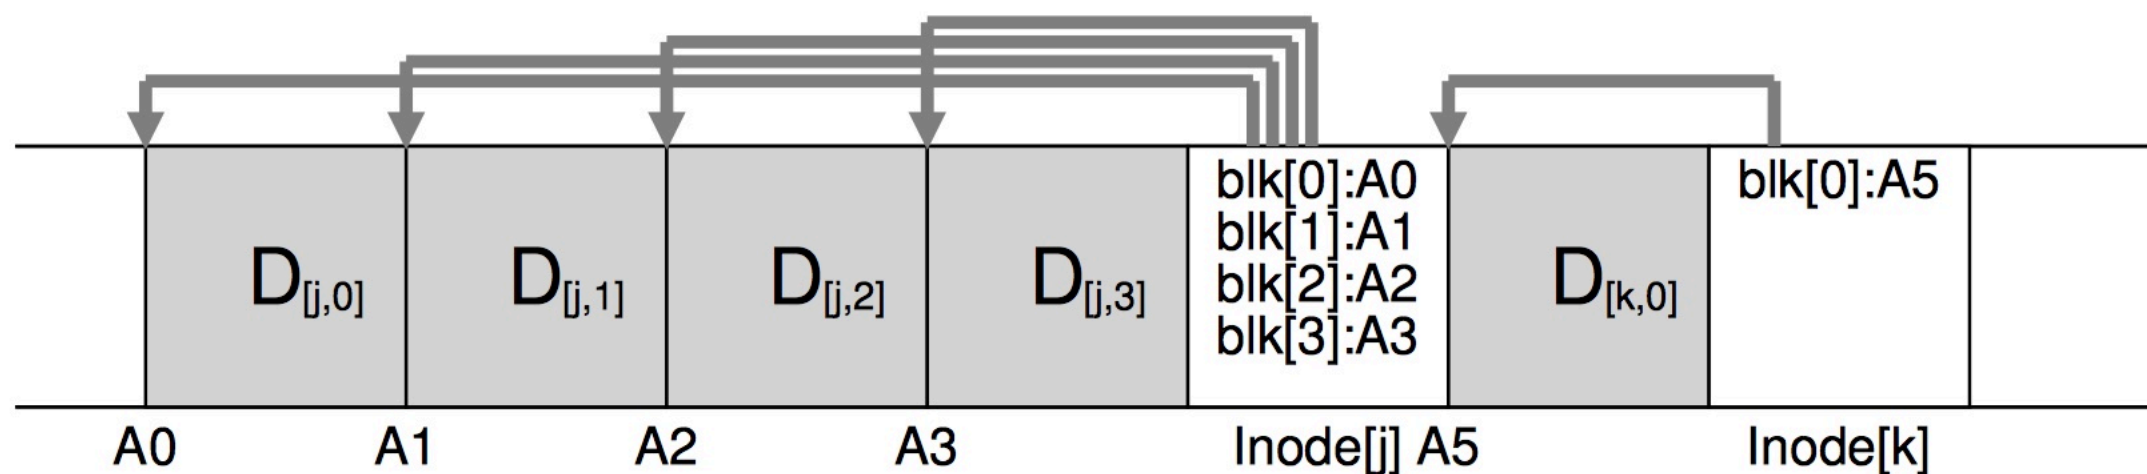 blk[0]:A0
blk[1]:A1
blk[2]:A2
blk[3]:A3
blk[0]:A5
D[j,0] D[j,1] D[j,2] D[j,3] D[k,0]
A0 A1 A2 A3 Inode[j] A5 Inode[k]